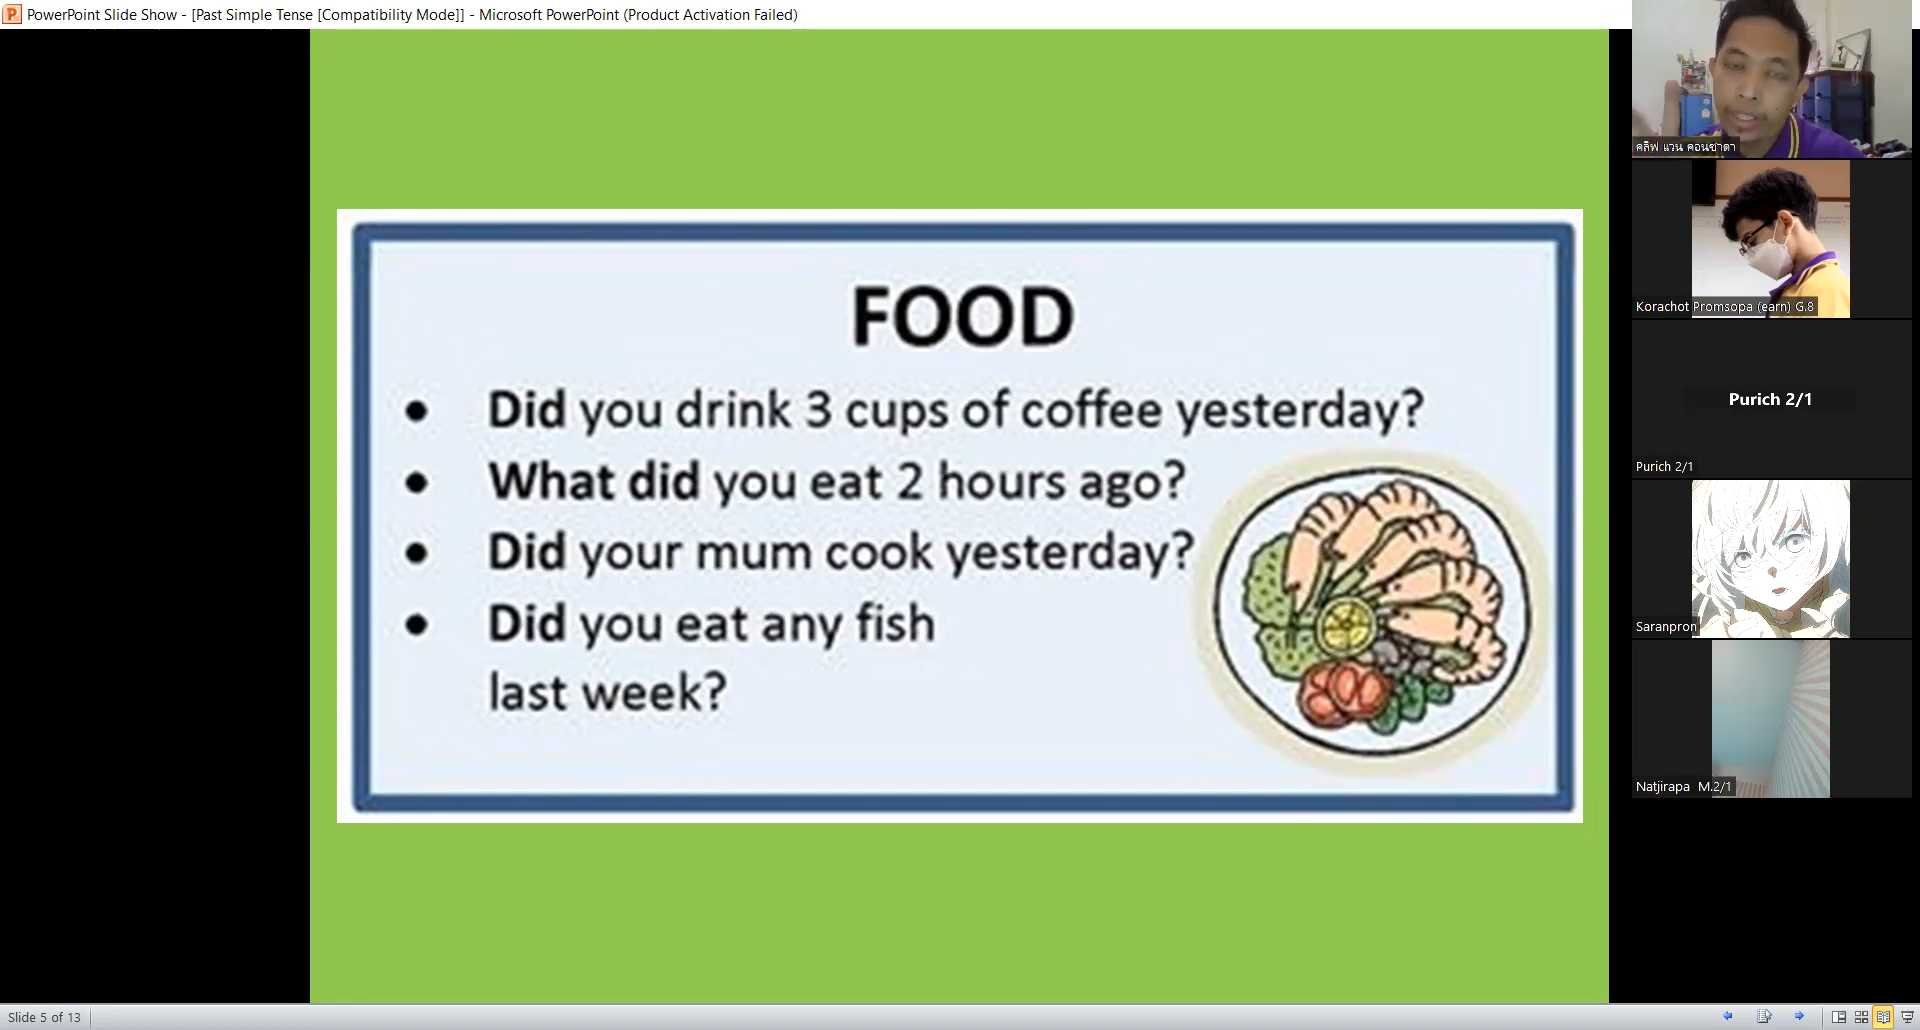 PowerPoint Slide Show - [Past Simple Tense [Compatibility Mode]] - Microsoft PowerPoint (Product Activation Failed)
FOOD
• Did you drink 3 cups of coffee yesterday?
• What did you eat 2 hours ago?
• Did your mum cook yesterday?
• Did you eat any fish
last week?
คลิฟ แวน คอนซาดา
Korachot Promsopa (earn) G.8
Purich 2/1
Purich 2/1
Saranpron
Natjirapa M.2/1
Slide 5 of 13